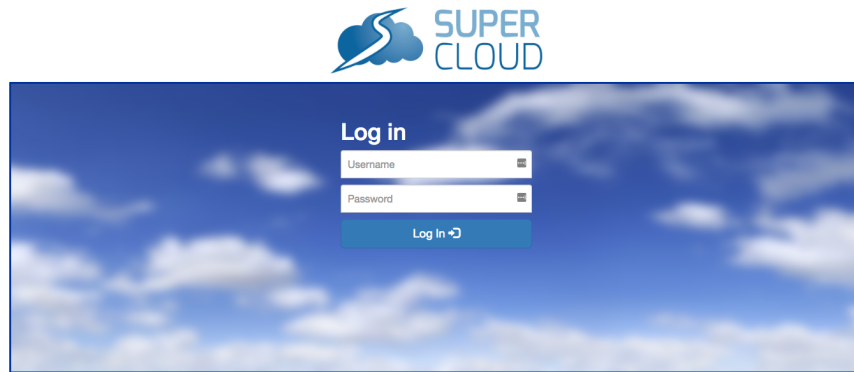 SUPER
CLOUD
Log in
Username
Password
Log In